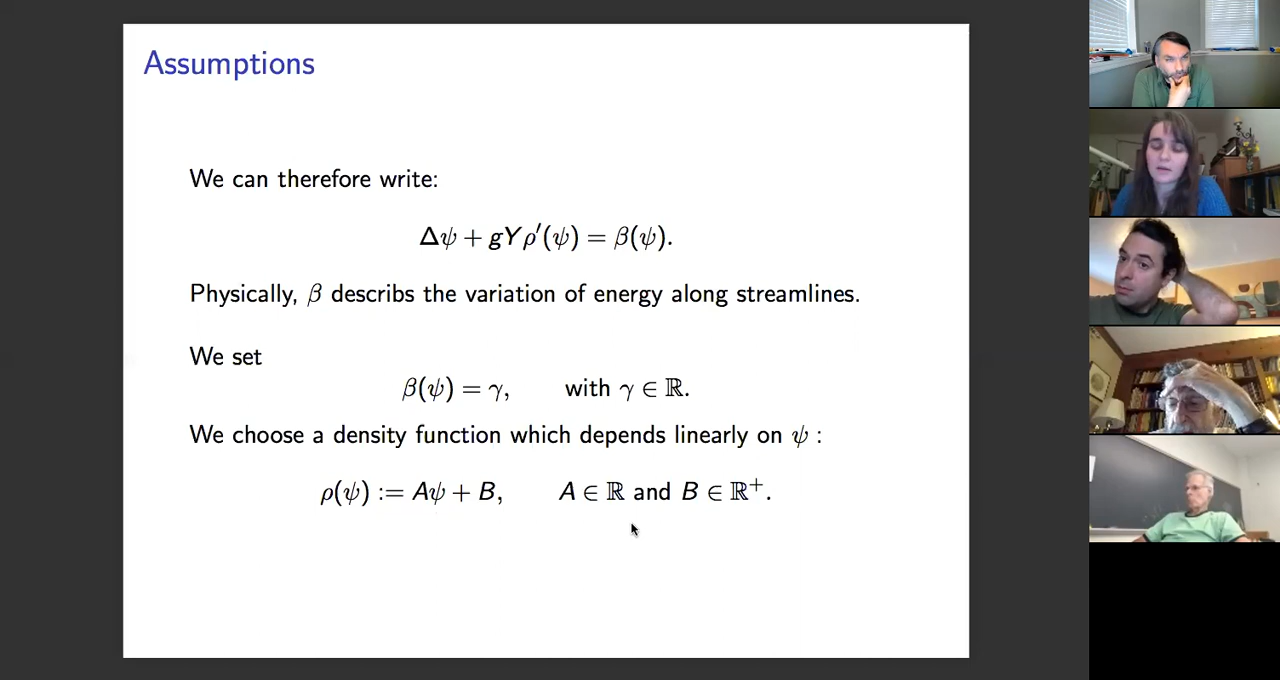 Assumptions
We can therefore write:
Δψ + gYρ′(ψ) = β(ψ).
Physically, β describs the variation of energy along streamlines.
We set
β(ψ) = γ, with γ ∈ ℝ.
We choose a density function which depends linearly on ψ :
ρ(ψ) := Aψ + B, A ∈ ℝ and B ∈ ℝ⁺.